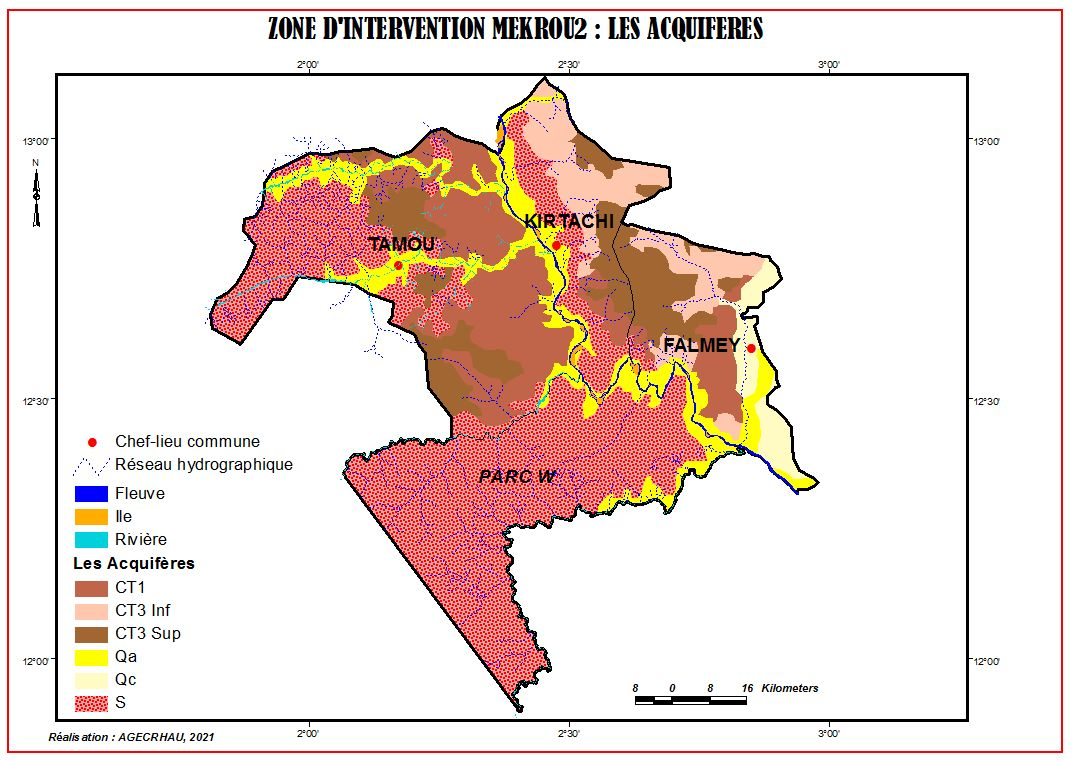 ZONE D'INTERVENTION MEKROU2 : LES ACQUIFERES
2°00' 2°30' 3°00'
13°00' 13°00'
N
KIRTACHI
TAMOU
FALMEY
12°30' 12°30'
PARC W
Chef-lieu commune
Réseau hydrographique
Fleuve
Ile
Rivière
Les Acquifères
CT1
CT3 Inf
CT3 Sup
Qa
Qc
S
12°00' 12°00'
8 0 8 16 Kilometers
2°00' 2°30' 3°00'
Réalisation : AGECRHAU, 2021